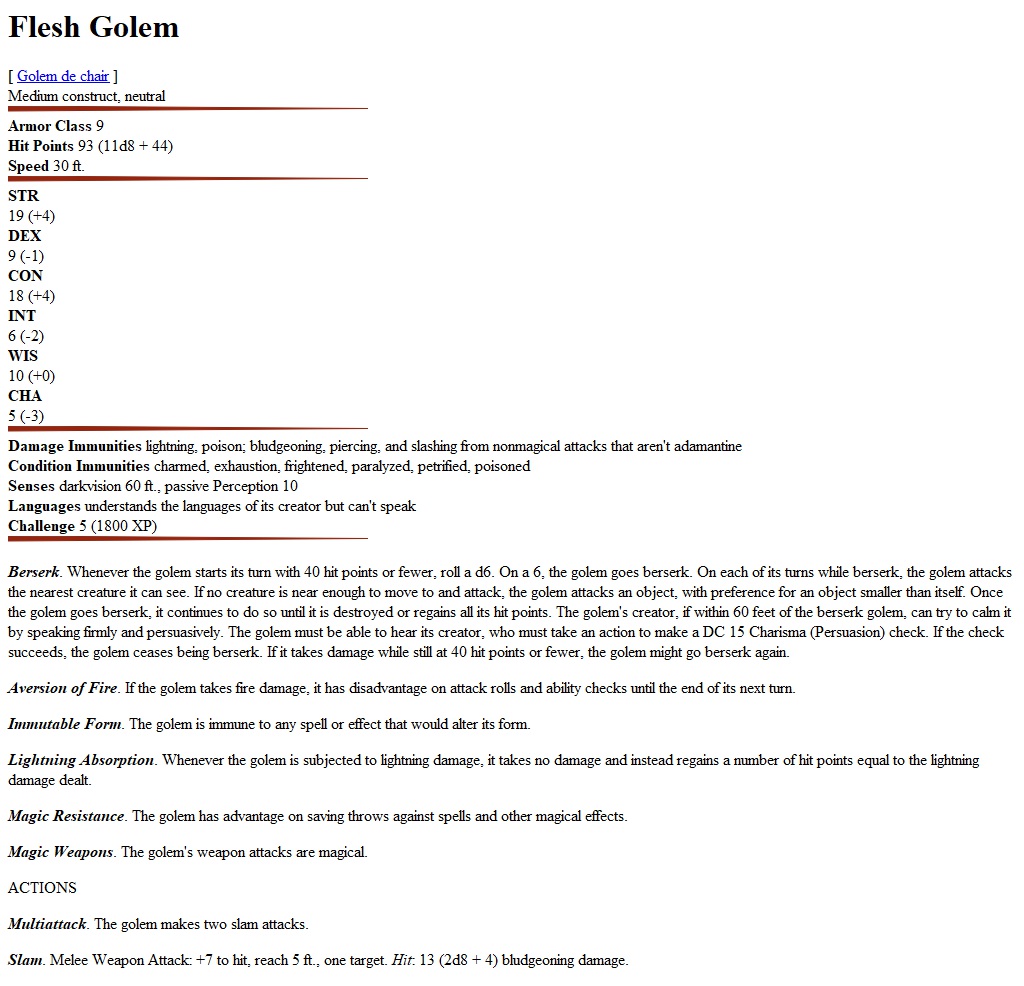 Flesh Golem
[ Golem de chair ]
Medium construct, neutral
Armor Class 9
Hit Points 93 (11d8 + 44)
Speed 30 ft.
STR
19 (+4)
DEX
9 (-1)
CON
18 (+4)
INT
6 (-2)
WIS
10 (+0)
CHA
5 (-3)
Damage Immunities lightning, poison; bludgeoning, piercing, and slashing from nonmagical attacks that aren't adamantine
Condition Immunities charmed, exhaustion, frightened, paralyzed, petrified, poisoned
Senses darkvision 60 ft., passive Perception 10
Languages understands the languages of its creator but can't speak
Challenge 5 (1800 XP)
Berserk. Whenever the golem starts its turn with 40 hit points or fewer, roll a d6. On a 6, the golem goes berserk. On each of its turns while berserk, the golem attacks
the nearest creature it can see. If no creature is near enough to move to and attack, the golem attacks an object, with preference for an object smaller than itself. Once
the golem goes berserk, it continues to do so until it is destroyed or regains all its hit points. The golem's creator, if within 60 feet of the berserk golem, can try to calm it
by speaking firmly and persuasively. The golem must be able to hear its creator, who must take an action to make a DC 15 Charisma (Persuasion) check. If the check
succeeds, the golem ceases being berserk. If it takes damage while still at 40 hit points or fewer, the golem might go berserk again.
Aversion of Fire. If the golem takes fire damage, it has disadvantage on attack rolls and ability checks until the end of its next turn.
Immutable Form. The golem is immune to any spell or effect that would alter its form.
Lightning Absorption. Whenever the golem is subjected to lightning damage, it takes no damage and instead regains a number of hit points equal to the lightning
damage dealt.
Magic Resistance. The golem has advantage on saving throws against spells and other magical effects.
Magic Weapons. The golem's weapon attacks are magical.
ACTIONS
Multiattack. The golem makes two slam attacks.
Slam. Melee Weapon Attack: +7 to hit, reach 5 ft., one target. Hit: 13 (2d8 + 4) bludgeoning damage.